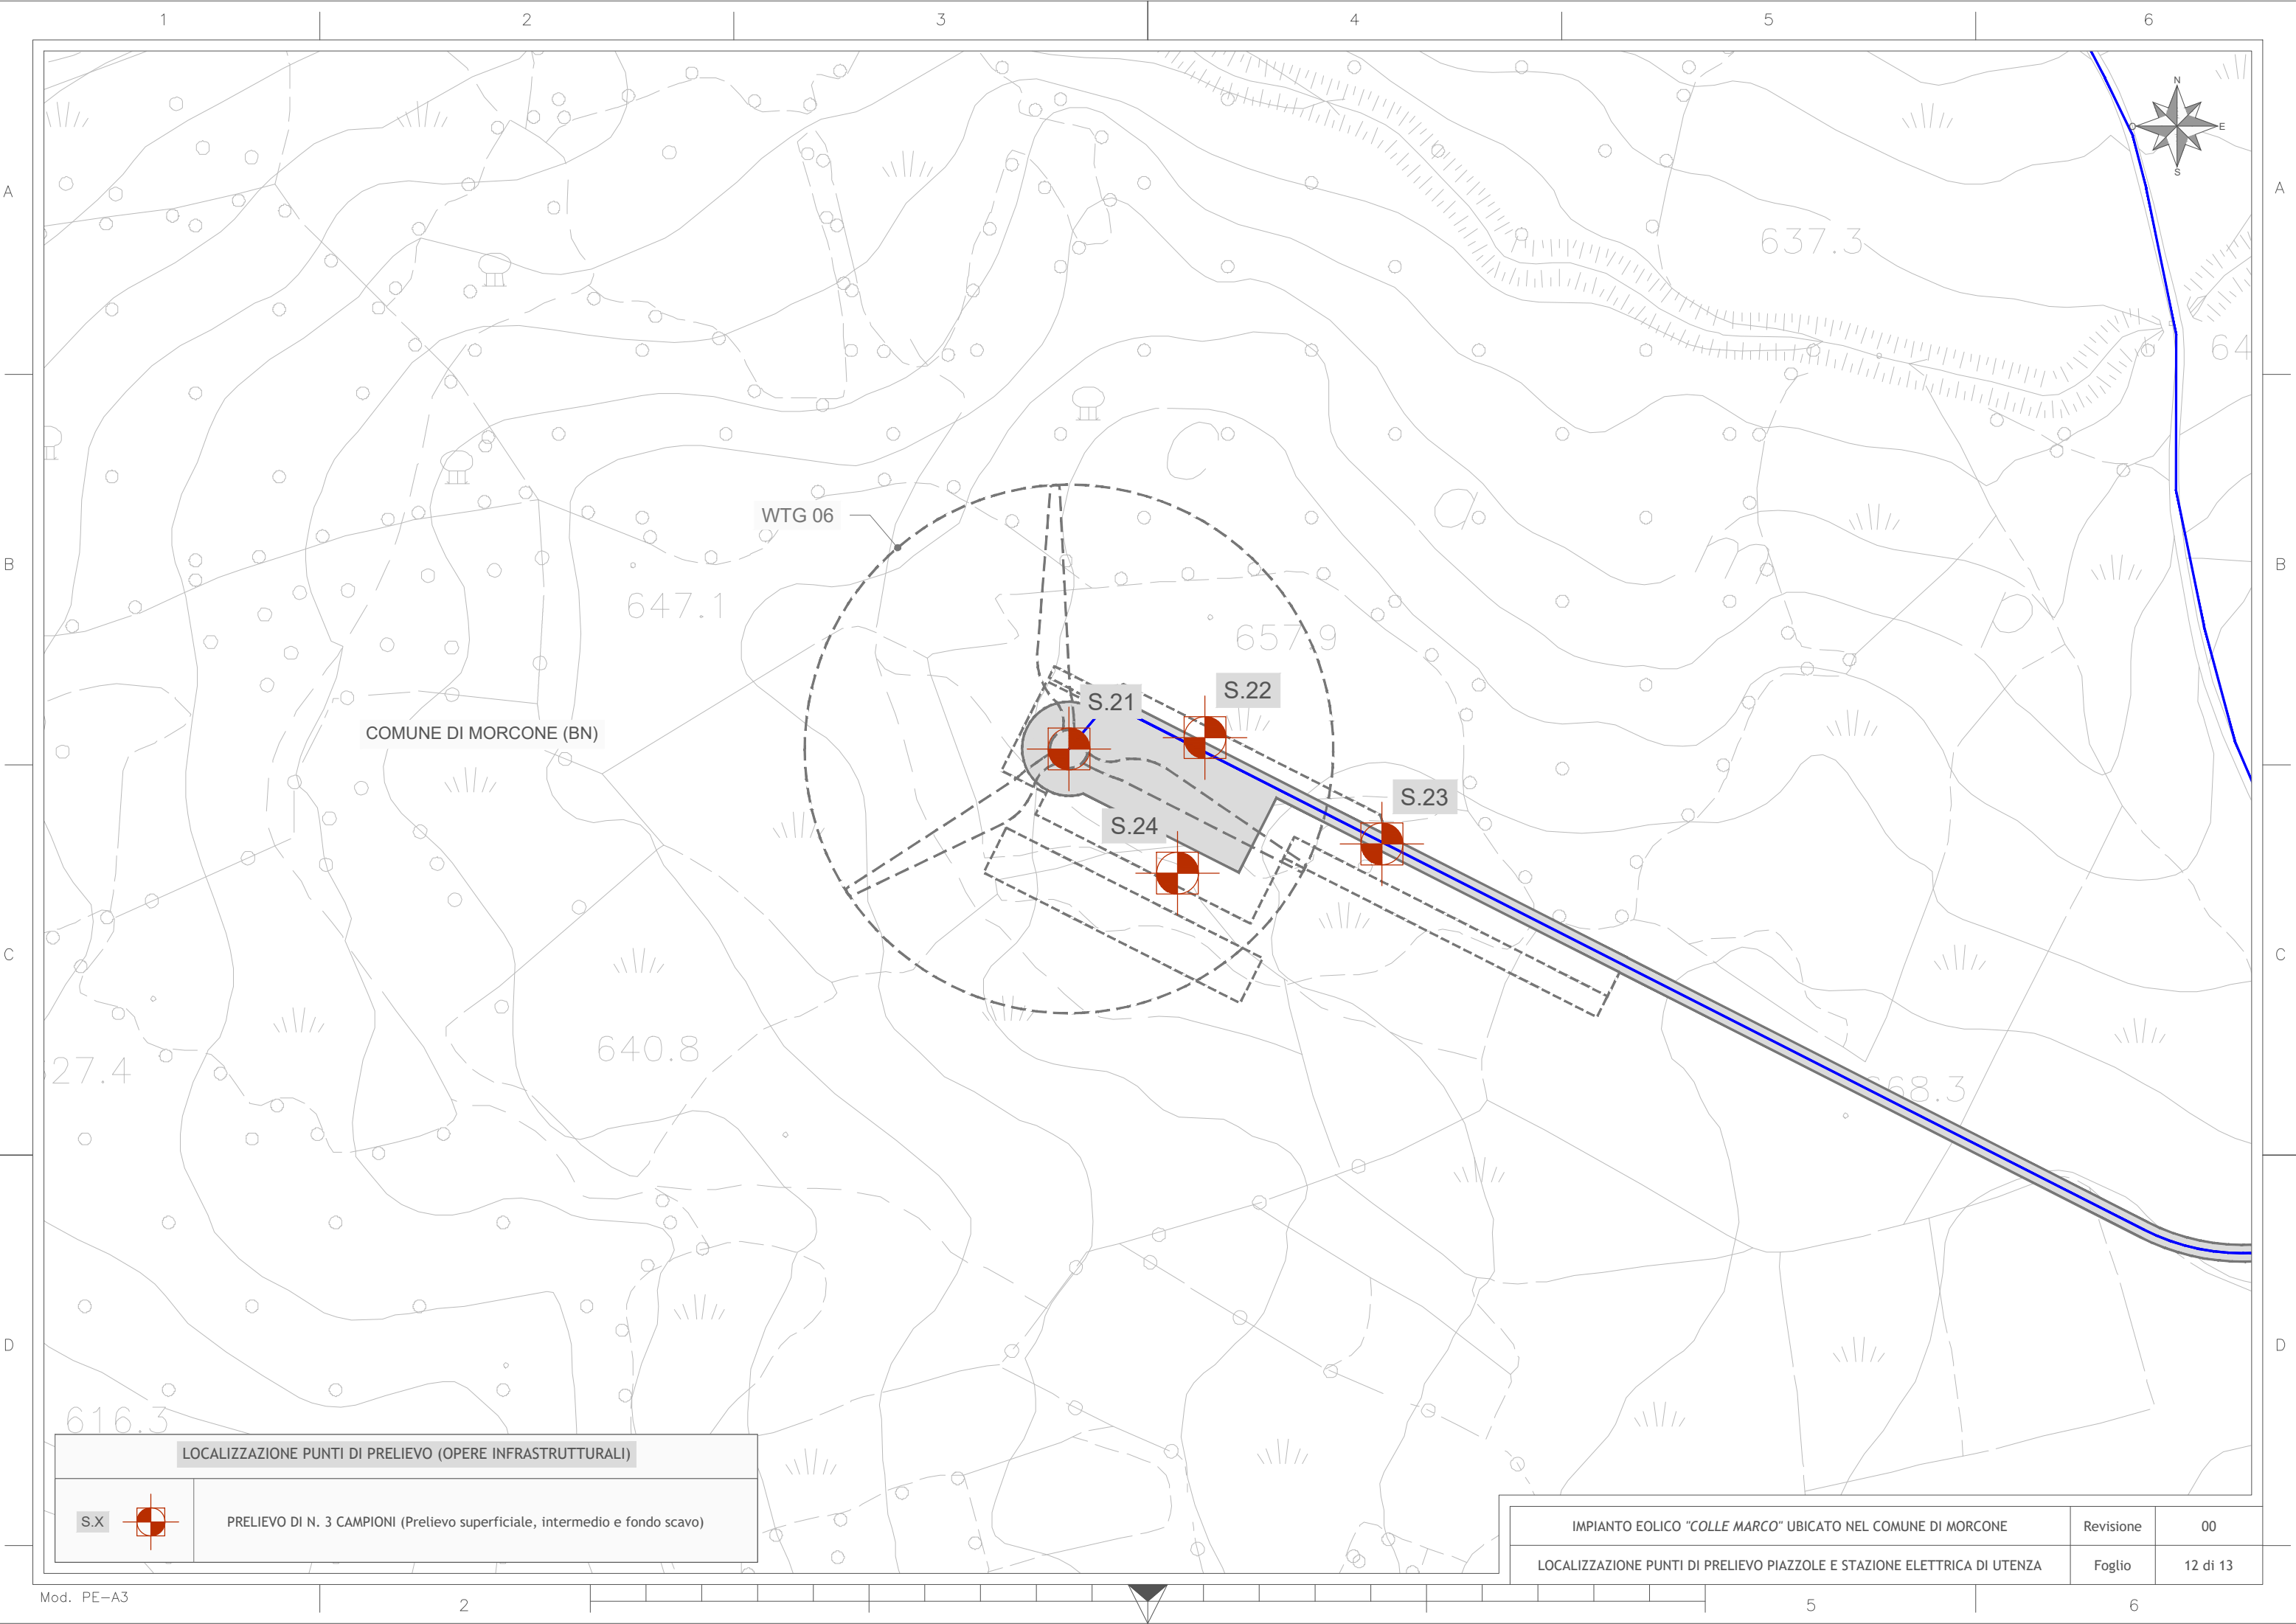 1 2 3 4 5 6
N
O E
S
A A
637.3
64
WTG 06
B B
647.1
657.9
C a m p o
S.21 S.22
COMUNE DI MORCONE (BN)
S.23
S.24
C C
640.8
27.4
68.3
D D
616.3
LOCALIZZAZIONE PUNTI DI PRELIEVO (OPERE INFRASTRUTTURALI)
S.X PRELIEVO DI N. 3 CAMPIONI (Prelievo superficiale, intermedio e fondo scavo)
IMPIANTO EOLICO "COLLE MARCO" UBICATO NEL COMUNE DI MORCONE Revisione 00
LOCALIZZAZIONE PUNTI DI PRELIEVO PIAZZOLE E STAZIONE ELETTRICA DI UTENZA Foglio 12 di 13
Mod. PE-A3
2 5 6